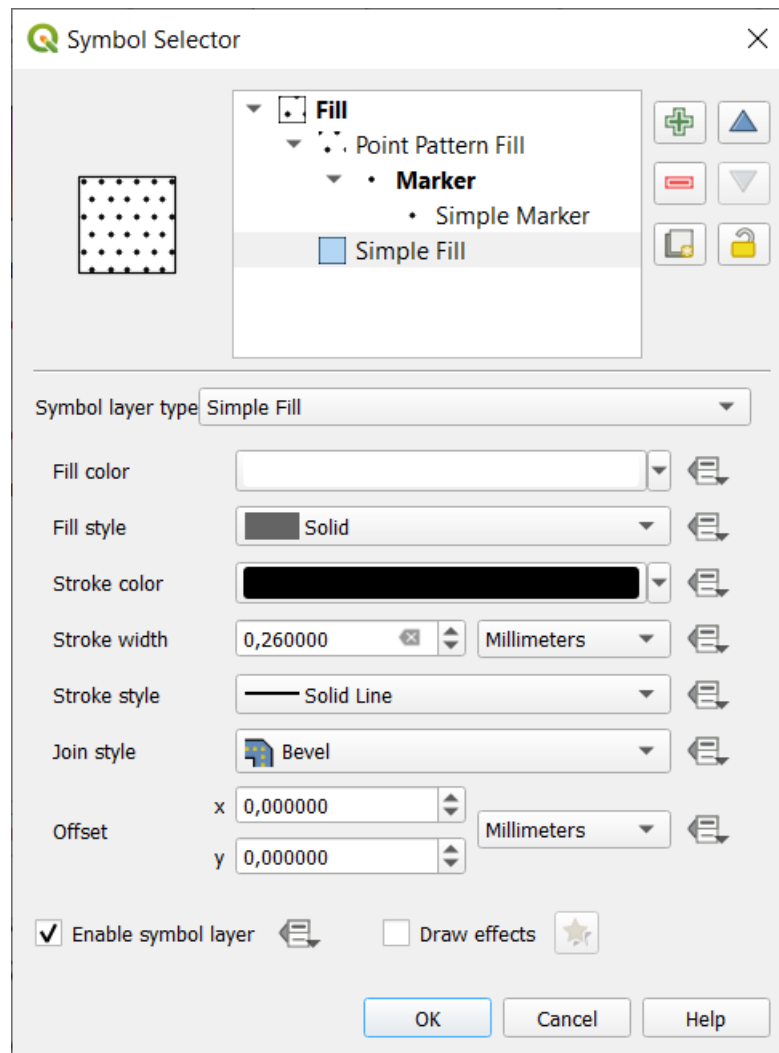 Symbol Selector
Fill
Point Pattern Fill
Marker
Simple Marker
Simple Fill
Symbol layer type Simple Fill
Fill color
Fill style Solid
Stroke color
Stroke width 0,260000 Millimeters
Stroke style Solid Line
Join style Bevel
x 0,000000
Offset Millimeters
y 0,000000
Enable symbol layer Draw effects
OK Cancel Help